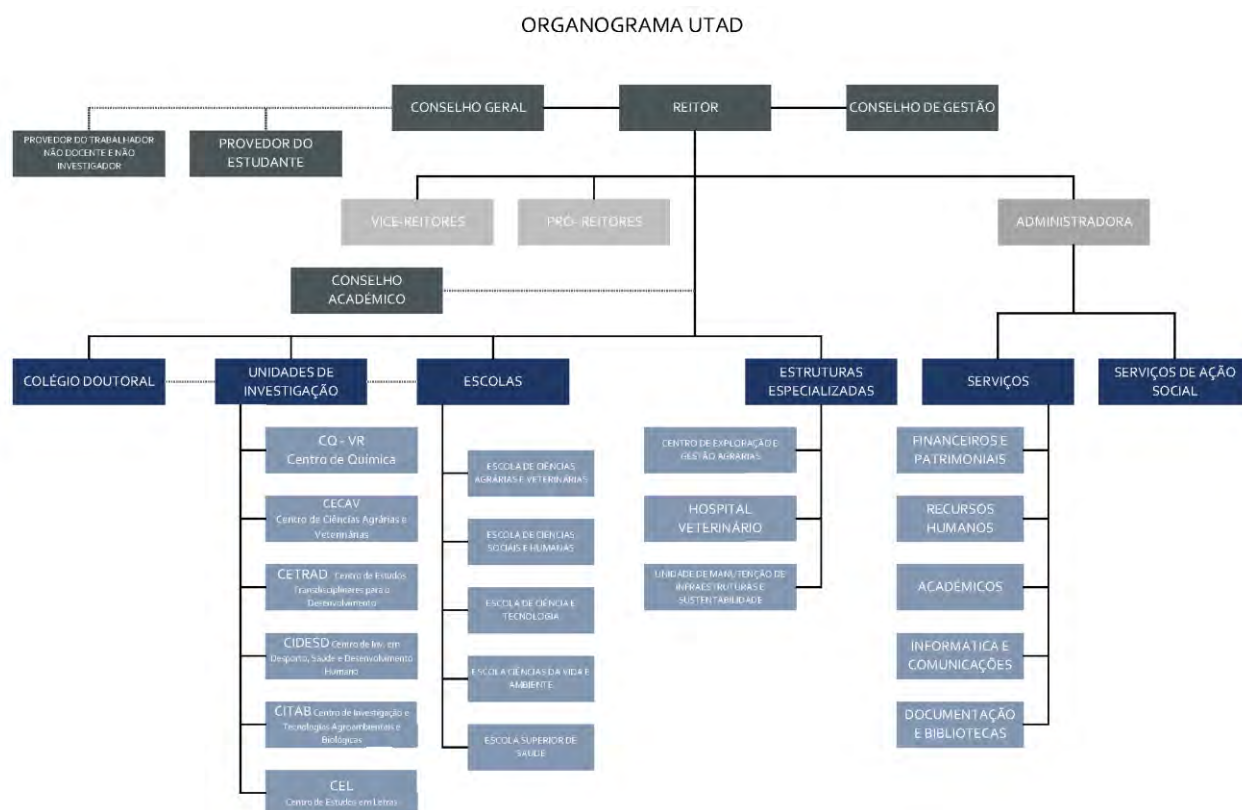 ORGANOGRAMA UTAD
CONSELHO GERAL
REITOR
CONSELHO DE GESTÃO
PROVEDOR DO TRABALHADOR
NÃO DOCENTE E NÃO
INVESTIGADOR
PROVEDOR DO
ESTUDANTE
VICE-REITORES
PRÓ- REITORES
ADMINISTRADORA
CONSELHO
ACADÉMICO
COLÉGIO DOUTORAL
UNIDADES DE
INVESTIGAÇÃO
ESCOLAS
ESTRUTURAS
ESPECIALIZADAS
SERVIÇOS
SERVIÇOS DE AÇÃO
SOCIAL
CQ - VR
Centro de Química
CECAV
Centro de Ciências Agrárias e
Veterinárias
CETRAD Centro de Estudos
Transdisciplinares para o
Desenvolvimento
CIDESD Centro de Inv. em
Desporto, Saúde e Desenvolvimento
Humano
CITAB Centro de Investigação e
Tecnologias Agroambientais e
Biológicas
CEL
Centro de Estudos em Letras
ESCOLA DE CIÊNCIAS
AGRÁRIAS E VETERINÁRIAS
ESCOLA DE CIÊNCIAS
SOCIAIS E HUMANAS
ESCOLA DE CIÊNCIA E
TECNOLOGIA
ESCOLA CIÊNCIAS DA VIDA E
AMBIENTE
ESCOLA SUPERIOR DE
SAÚDE
CENTRO DE EXPLORAÇÃO E
GESTÃO AGRÁRIAS
HOSPITAL
VETERINÁRIO
UNIDADE DE MANUTENÇÃO DE
INFRAESTRUTURAS E
SUSTENTABILIDADE
FINANCEIROS E
PATRIMONIAIS
RECURSOS
HUMANOS
ACADÉMICOS
INFORMÁTICA E
COMUNICAÇÕES
DOCUMENTAÇÃO
E BIBLIOTECAS